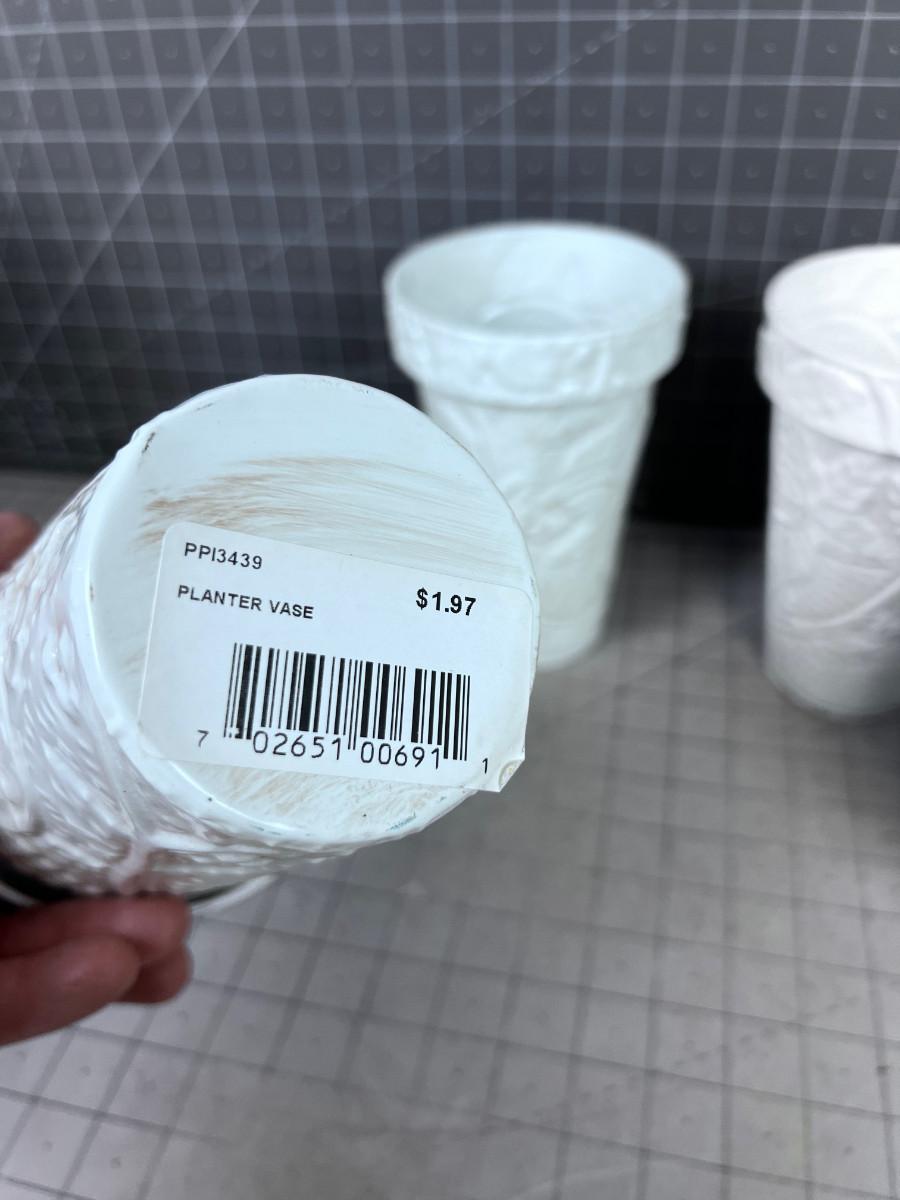 PPI3439
PLANTER VASE
$1.97
7 02651 00691 1